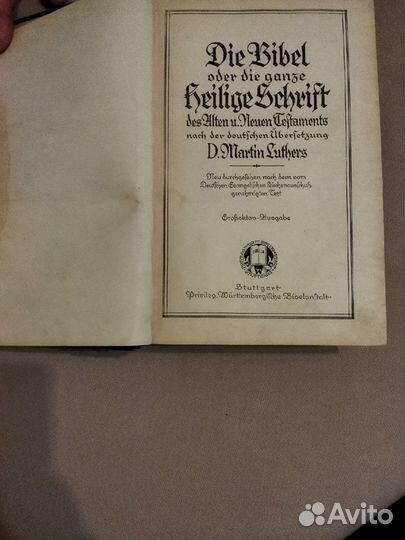 Die Bibel
oder die ganze
Heilige Schrift
des Alten u. Neuen Testaments
nach der deutschen Übersetzung
D. Martin Luthers
Neu durchgesehen nach dem vom
Deutschen Evangelischen Kirchenausschuß
genehmigten Text
Großoktav-Ausgabe
Stuttgart
Privileg. Württembergische Bibelanstalt
Avito